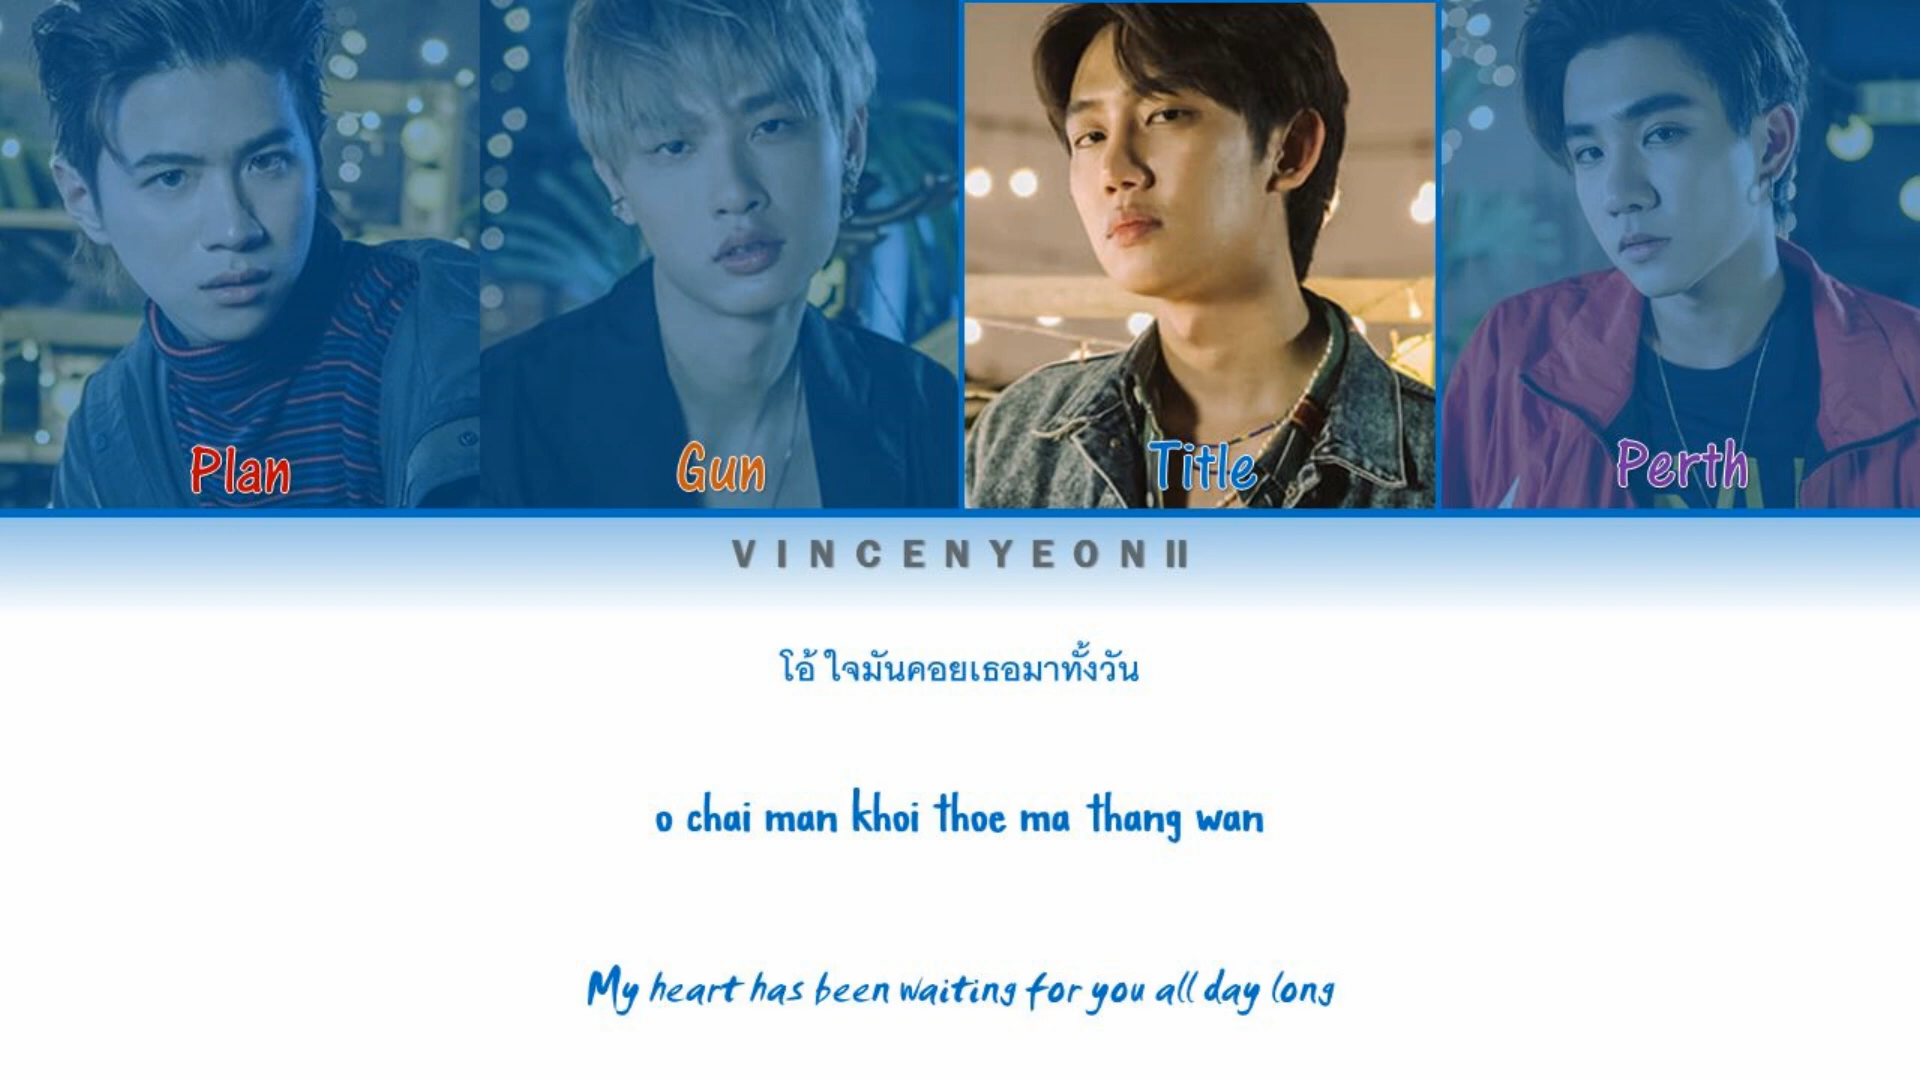 Plan
Gun
Title
Perth
VINCENYEONII
โอ้ ใจมันคอยเธอมาทั้งวัน
o chai man khoi thoe ma thang wan
My heart has been waiting for you all day long